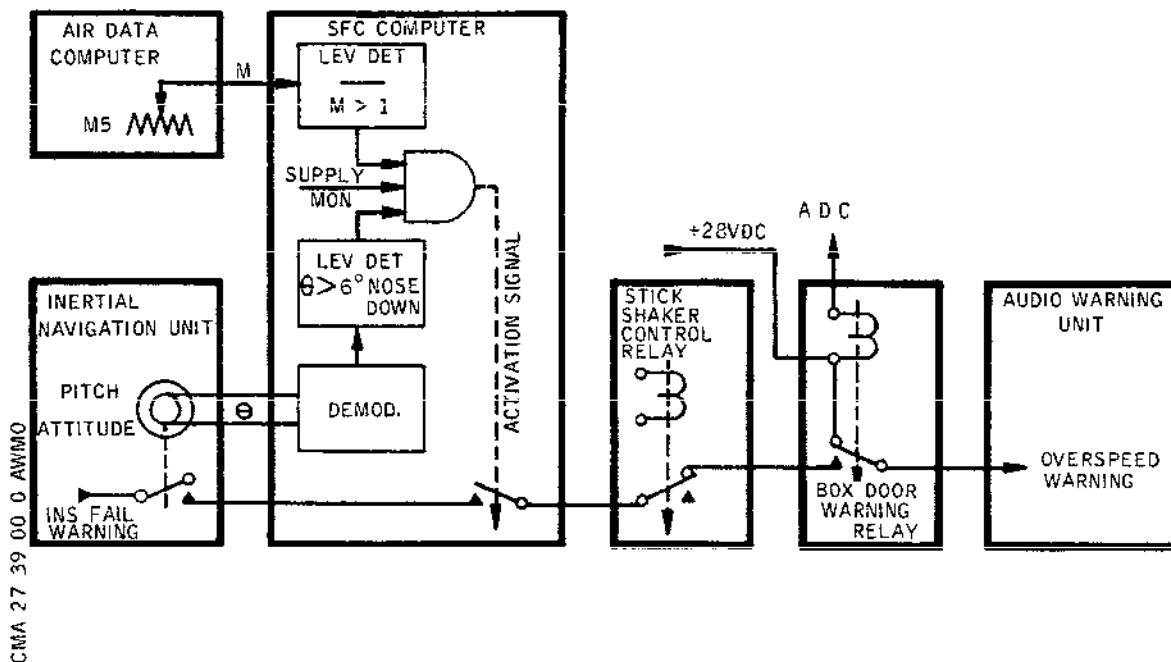 AIR DATA
COMPUTER
M5
M
SFC COMPUTER
LEV DET
M > 1
SUPPLY
MON
LEV DET
θ> 6° NOSE
DOWN
DEMOD.
ACTIVATION SIGNAL
INERTIAL
NAVIGATION UNIT
PITCH
ATTITUDE
θ
INS FAIL
WARNING
+28VDC
STICK
SHAKER
CONTROL
RELAY
ADC
BOX DOOR
WARNING
RELAY
AUDIO WARNING
UNIT
OVERSPEED
WARNING
CMA 27 39 00 0 AWMO